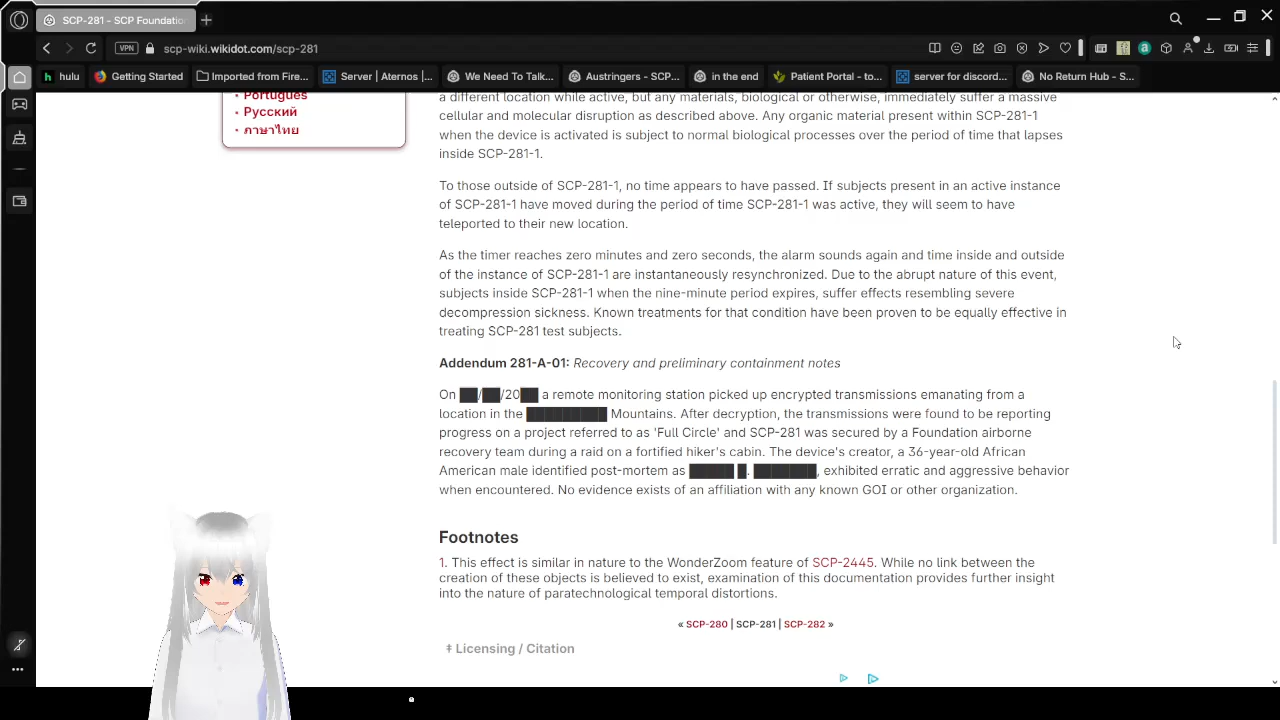 SCP-281 - SCP Foundatio
scp-wiki.wikidot.com/scp-281
VPN
hulu
Getting Started
Imported from Fire...
Server | Aternos |...
We Need To Talk...
Austringers - SCP...
in the end
Patient Portal - to...
server for discord...
No Return Hub - S...
Português
Русский
ภาษาไทย
a different location while active, but any materials, biological or otherwise, immediately suffer a massive
cellular and molecular disruption as described above. Any organic material present within SCP-281-1
when the device is activated is subject to normal biological processes over the period of time that lapses
inside SCP-281-1.
To those outside of SCP-281-1, no time appears to have passed. If subjects present in an active instance
of SCP-281-1 have moved during the period of time SCP-281-1 was active, they will seem to have
teleported to their new location.
As the timer reaches zero minutes and zero seconds, the alarm sounds again and time inside and outside
of the instance of SCP-281-1 are instantaneously resynchronized. Due to the abrupt nature of this event,
subjects inside SCP-281-1 when the nine-minute period expires, suffer effects resembling severe
decompression sickness. Known treatments for that condition have been proven to be equally effective in
treating SCP-281 test subjects.
Addendum 281-A-01: Recovery and preliminary containment notes
On ██/██/20██ a remote monitoring station picked up encrypted transmissions emanating from a
location in the █████████ Mountains. After decryption, the transmissions were found to be reporting
progress on a project referred to as 'Full Circle' and SCP-281 was secured by a Foundation airborne
recovery team during a raid on a fortified hiker's cabin. The device's creator, a 36-year-old African
American male identified post-mortem as █████ █. ███████, exhibited erratic and aggressive behavior
when encountered. No evidence exists of an affiliation with any known GOI or other organization.
Footnotes
1. This effect is similar in nature to the WonderZoom feature of SCP-2445. While no link between the
creation of these objects is believed to exist, examination of this documentation provides further insight
into the nature of paratechnological temporal distortions.
« SCP-280 | SCP-281 | SCP-282 »
‡ Licensing / Citation